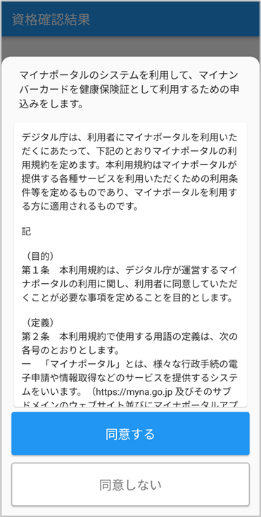 資格確認結果
マイナポータルのシステムを利用して、マイナン
バーカードを健康保険証として利用するための申
込みをします。
デジタル庁は、利用者にマイナポータルを利用いた
だくにあたって、下記のとおりマイナポータルの利
用規約を定めます。本利用規約はマイナポータルが
提供する各種サービスを利用いただくための利用条
件等を定めるものであり、マイナポータルを利用す
る方に適用されるものです。
記
（目的）
第１条　本利用規約は、デジタル庁が運営するマイ
ナポータルの利用に関し、利用者に同意していただ
くことが必要な事項を定めることを目的とします。
（定義）
第２条　本利用規約で使用する用語の定義は、次の
各号のとおりとします。
一　「マイナポータル」とは、様々な行政手続の電
子申請や情報取得などのサービスを提供するシステ
ムをいいます。（https://myna.go.jp 及びそのサブ
ドメインのウェブサイト並びにマイナポータルアプ
同意する
同意しない